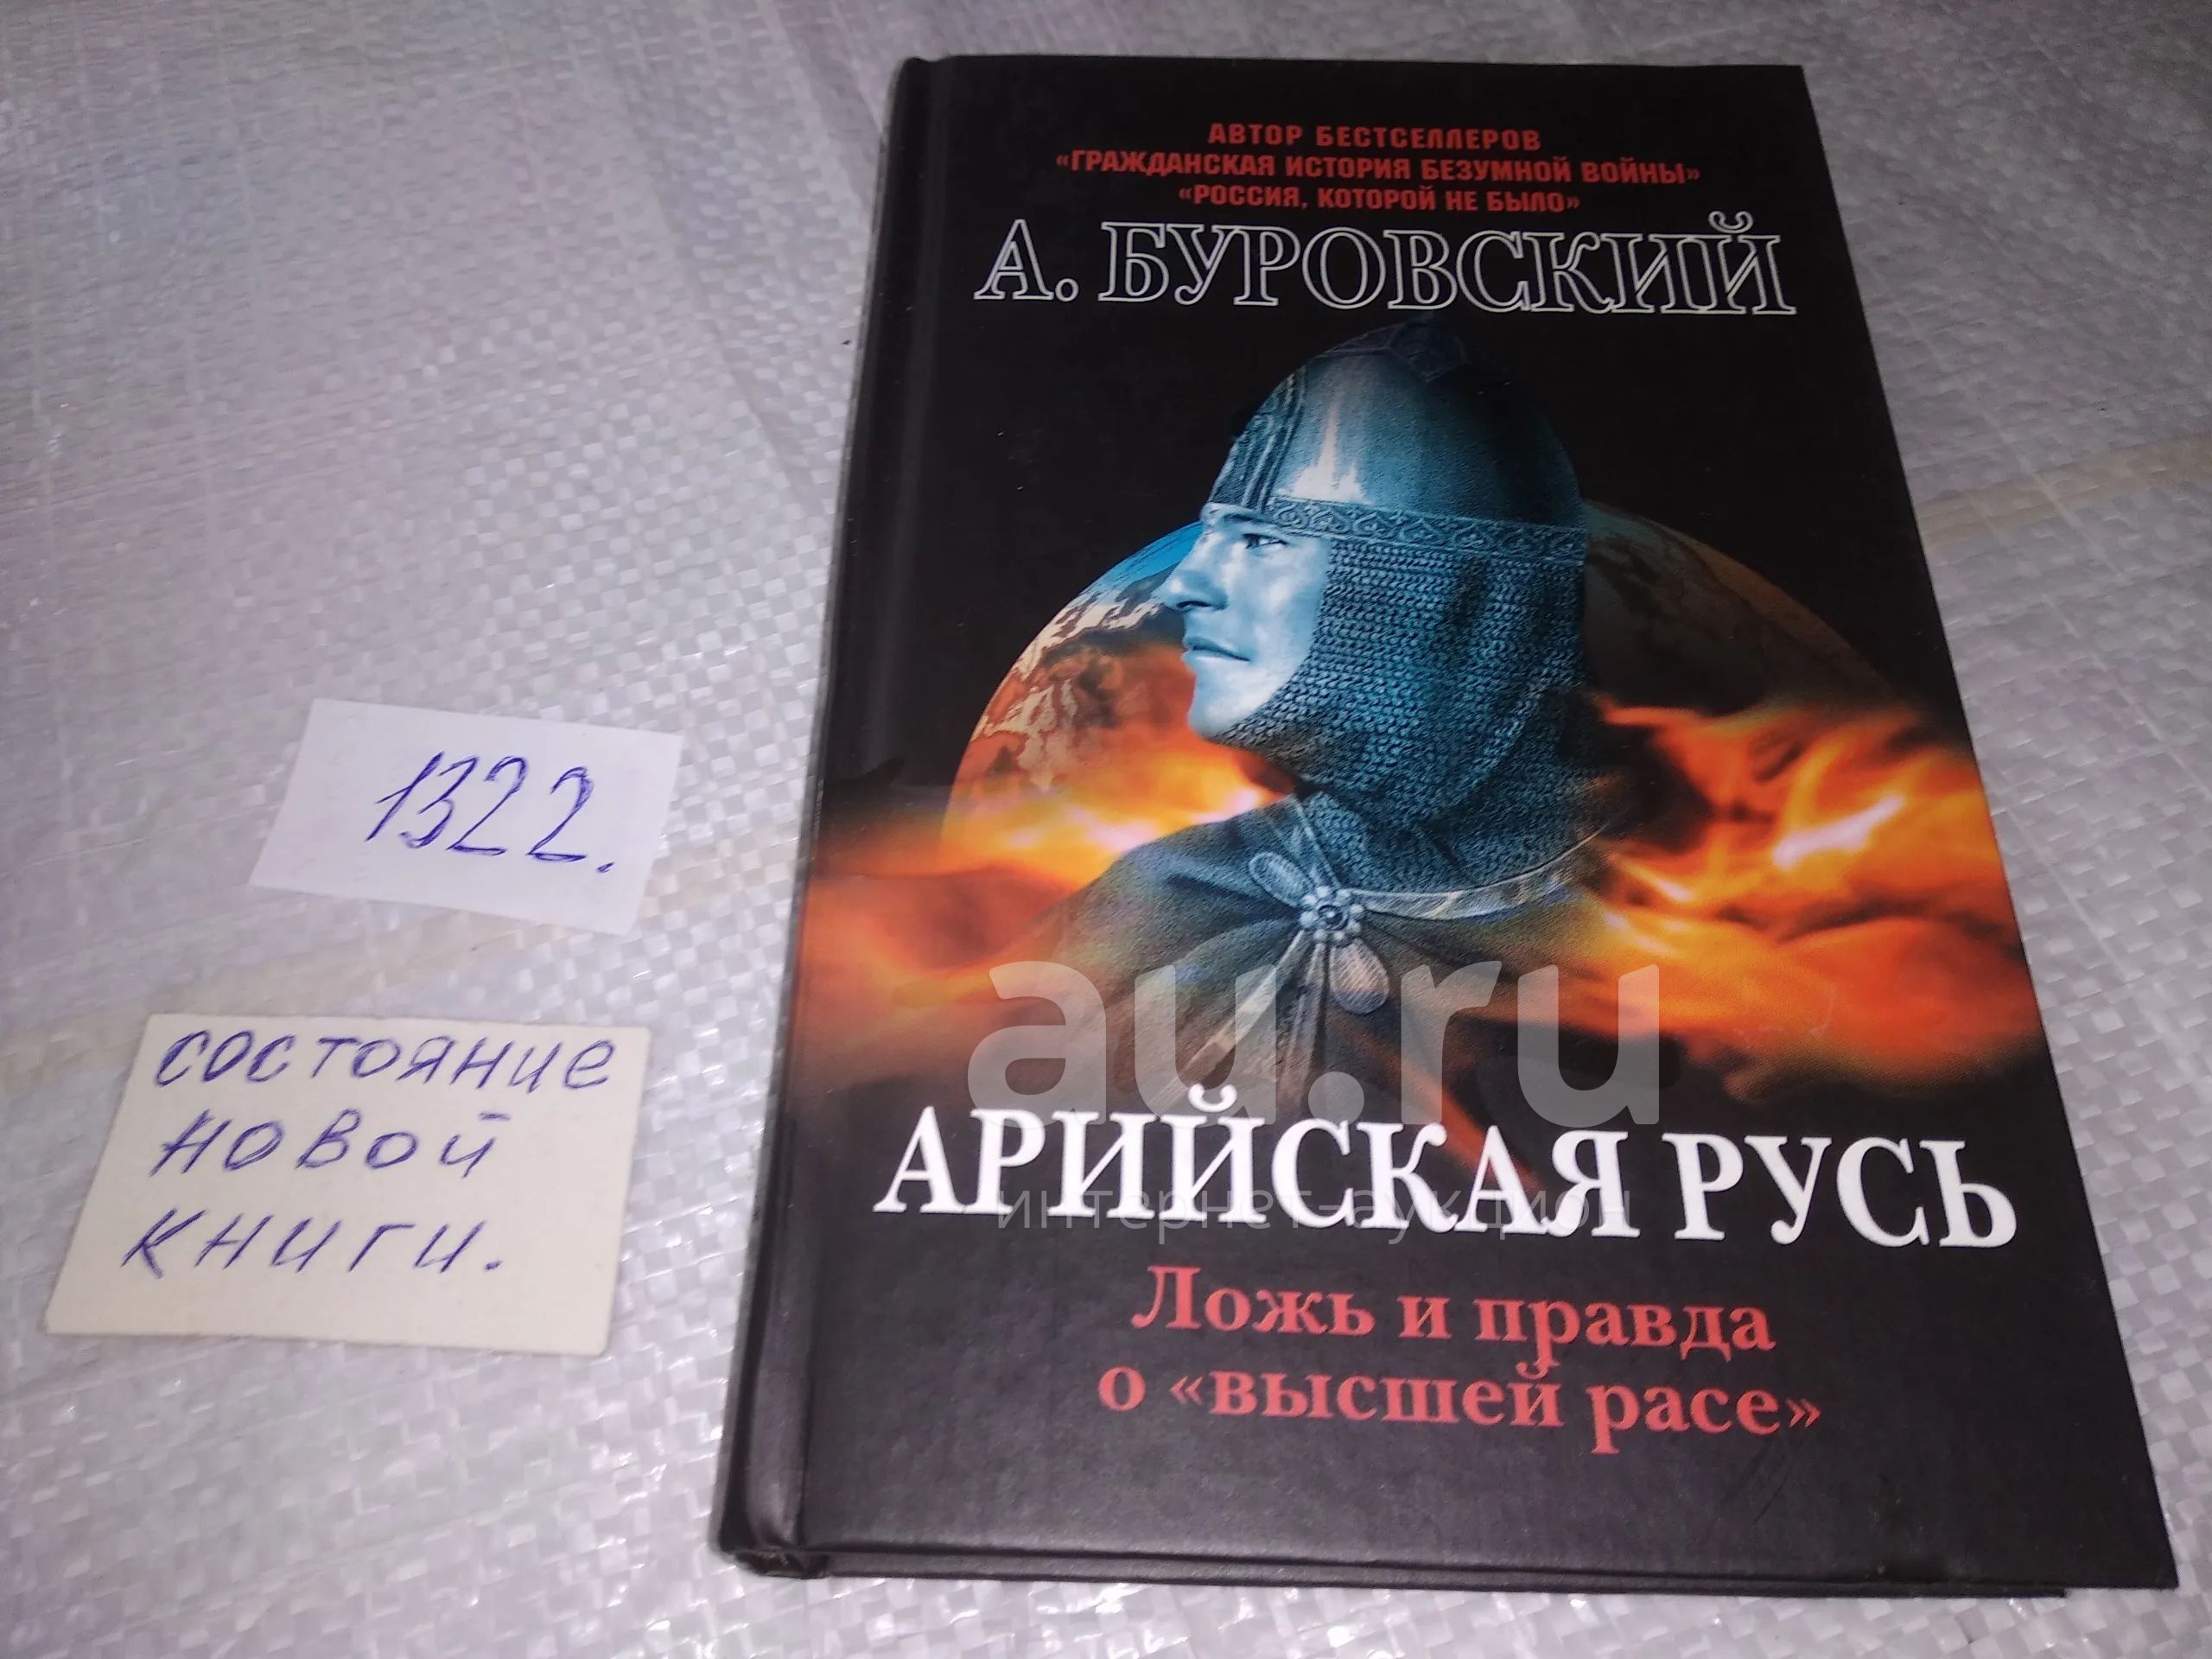 АВТОР БЕСТСЕЛЛЕРОВ
«ГРАЖДАНСКАЯ ИСТОРИЯ БЕЗУМНОЙ ВОЙНЫ»
«РОССИЯ, КОТОРОЙ НЕ БЫЛО»
А. БУРОВСКИЙ
1322.
состояние
новой
книги.
au.ru
интернет-аукцион
АРИЙСКАЯ РУСЬ
Ложь и правда
о «высшей расе»